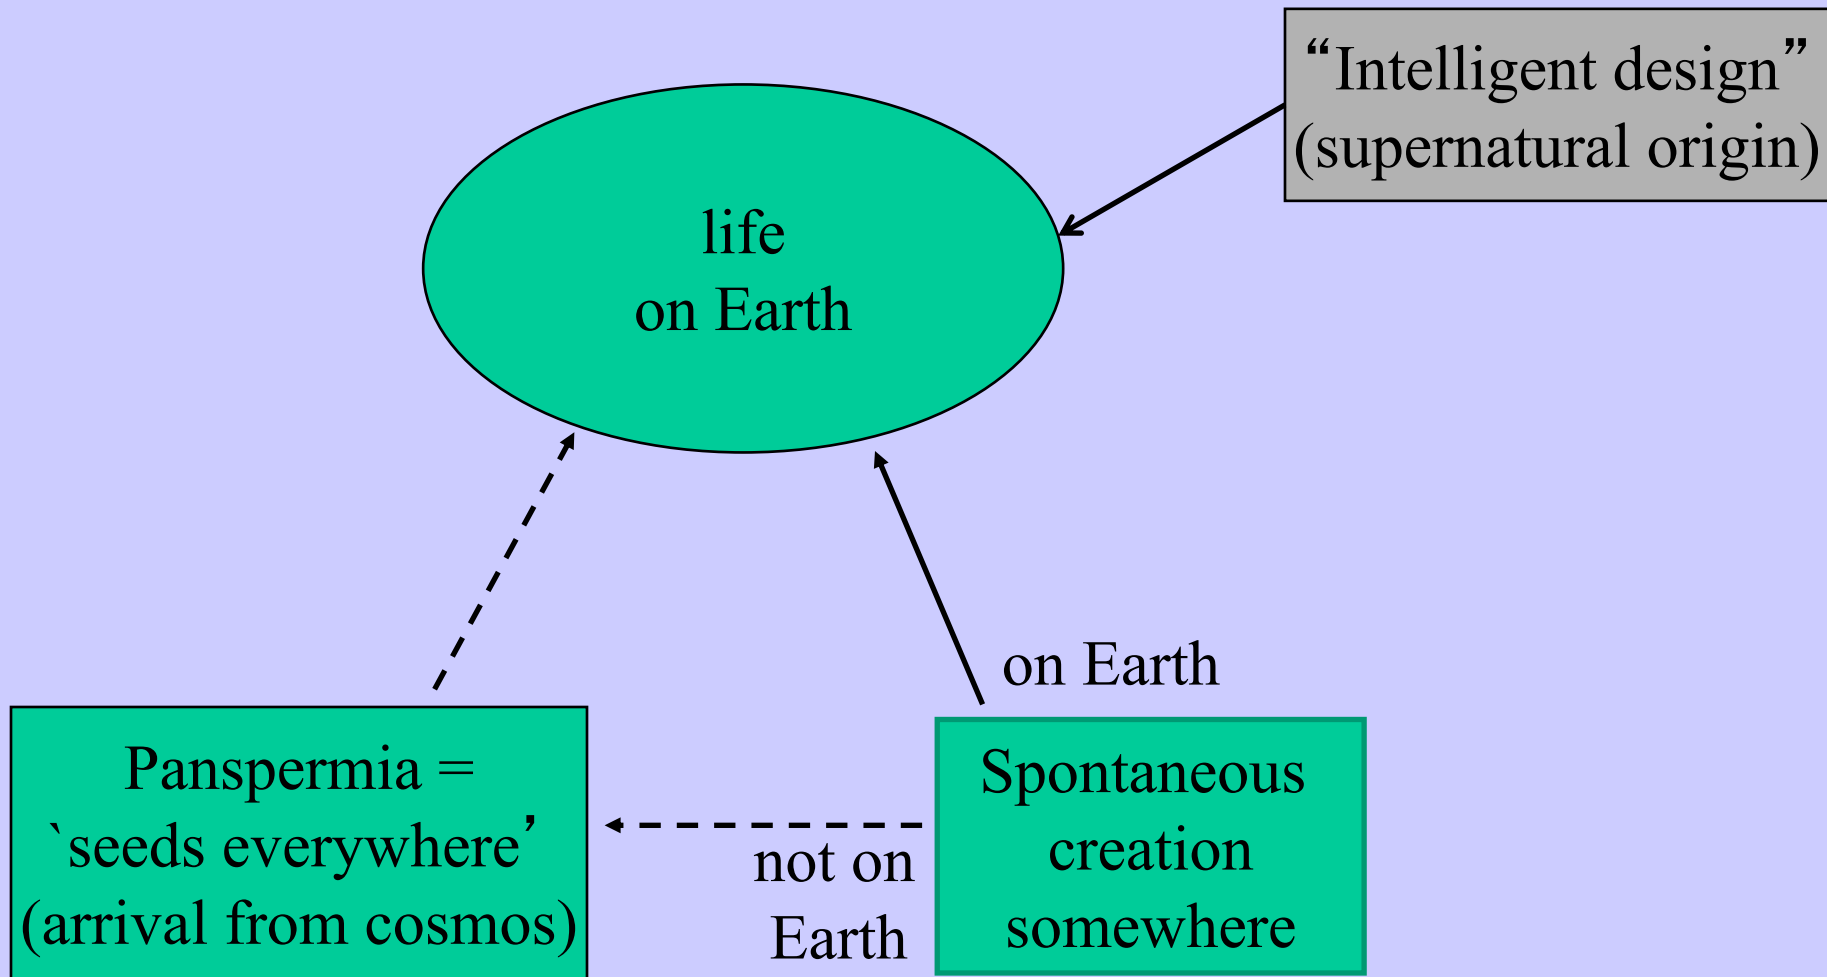 “Intelligent design”
(supernatural origin)
life
on Earth
on Earth
Panspermia =
`seeds everywhere’
(arrival from cosmos)
not on
Earth
Spontaneous
creation
somewhere